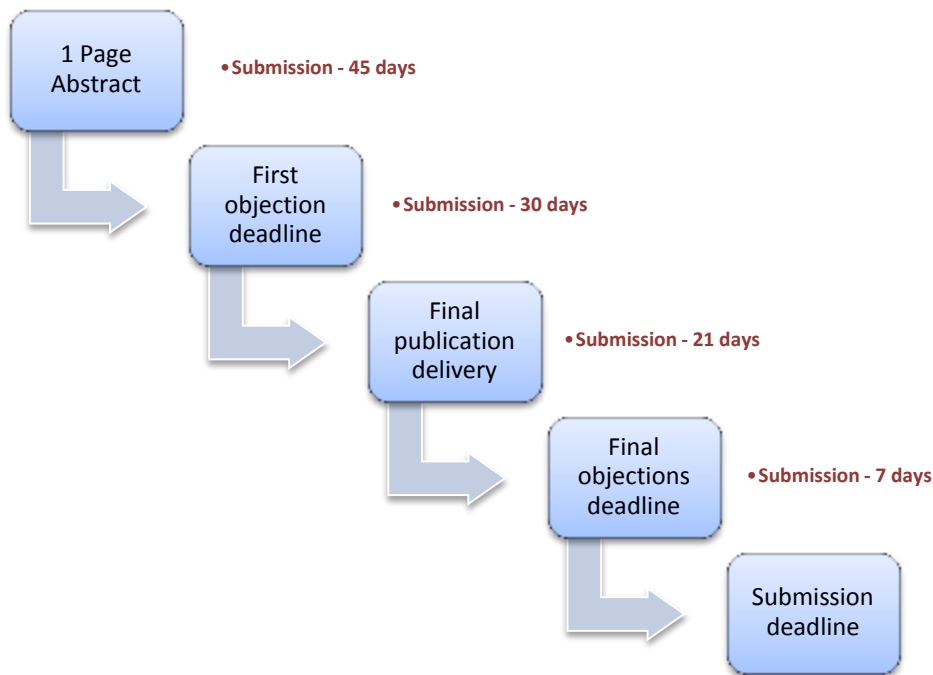 1 Page
Abstract
•Submission - 45 days
First
objection
deadline
•Submission - 30 days
Final
publication
delivery
•Submission - 21 days
Final
objections
deadline
•Submission - 7 days
Submission
deadline